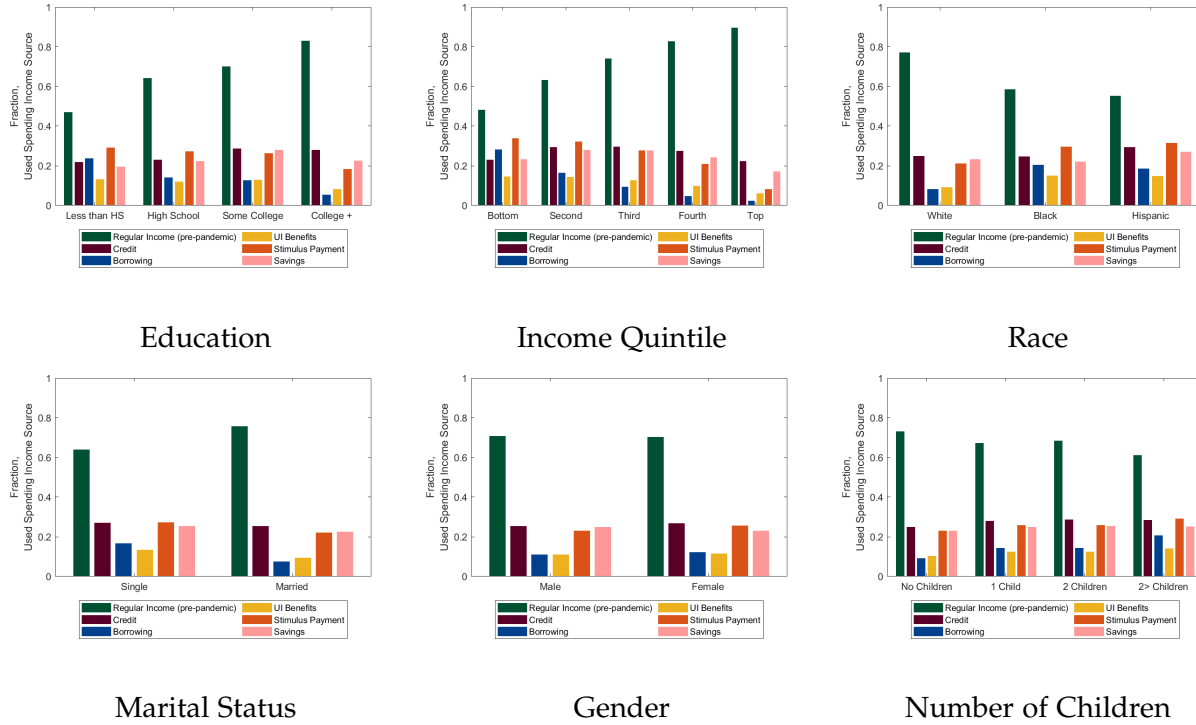 1
0.8
0.6
0.4
0.2
0
Fraction,
Used Spending Income Source
Less than HS High School Some College College +
Regular Income (pre-pandemic) UI Benefits
Credit Stimulus Payment
Borrowing Savings
Education
1
0.8
0.6
0.4
0.2
0
Fraction,
Used Spending Income Source
Bottom Second Third Fourth Top
Regular Income (pre-pandemic) UI Benefits
Credit Stimulus Payment
Borrowing Savings
Income Quintile
1
0.8
0.6
0.4
0.2
0
Fraction,
Used Spending Income Source
White Black Hispanic
Regular Income (pre-pandemic) UI Benefits
Credit Stimulus Payment
Borrowing Savings
Race
1
0.8
0.6
0.4
0.2
0
Fraction,
Used Spending Income Source
Single Married
Regular Income (pre-pandemic) UI Benefits
Credit Stimulus Payment
Borrowing Savings
Marital Status
1
0.8
0.6
0.4
0.2
0
Fraction,
Used Spending Income Source
Male Female
Regular Income (pre-pandemic) UI Benefits
Credit Stimulus Payment
Borrowing Savings
Gender
1
0.8
0.6
0.4
0.2
0
Fraction,
Used Spending Income Source
No Children 1 Child 2 Children 2> Children
Regular Income (pre-pandemic) UI Benefits
Credit Stimulus Payment
Borrowing Savings
Number of Children